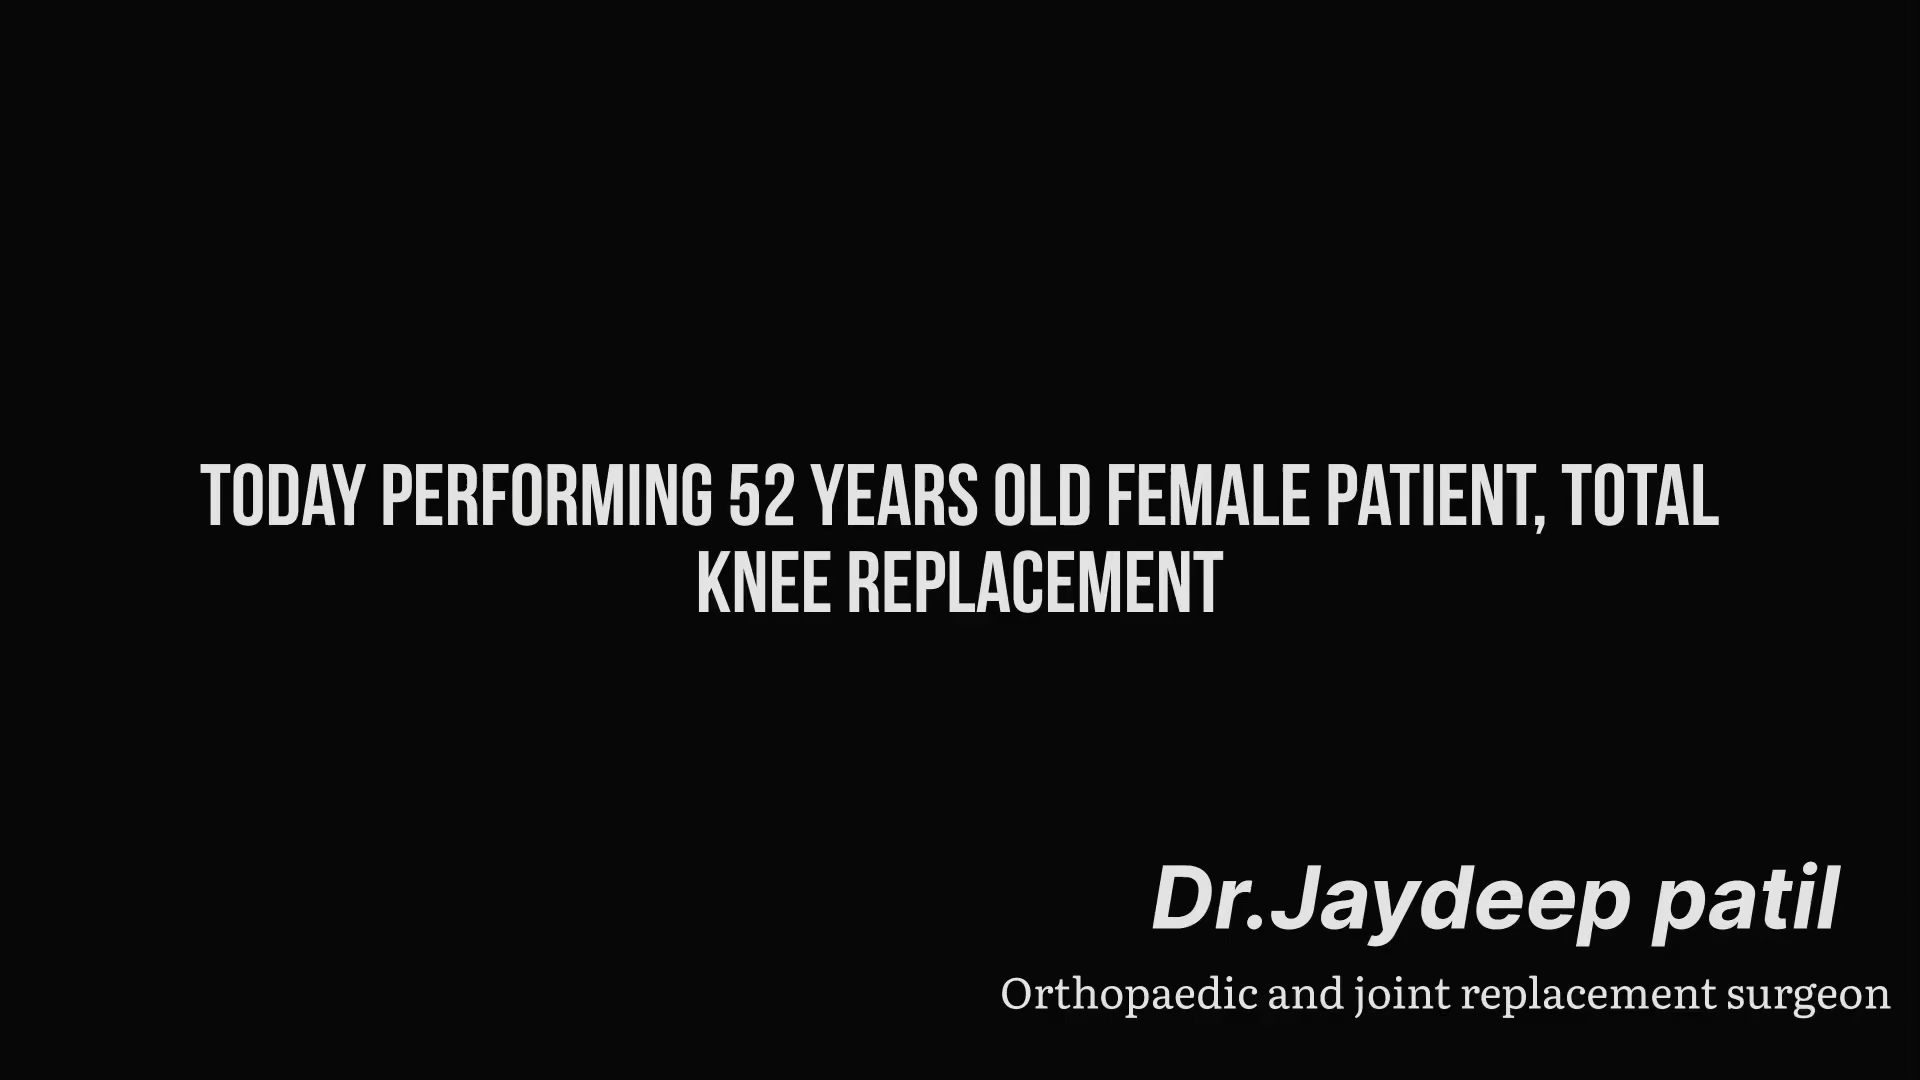 TODAY PERFORMING 52 YEARS OLD FEMALE PATIENT, TOTAL
KNEE REPLACEMENT
Dr.Jaydeep patil
Orthopaedic and joint replacement surgeon